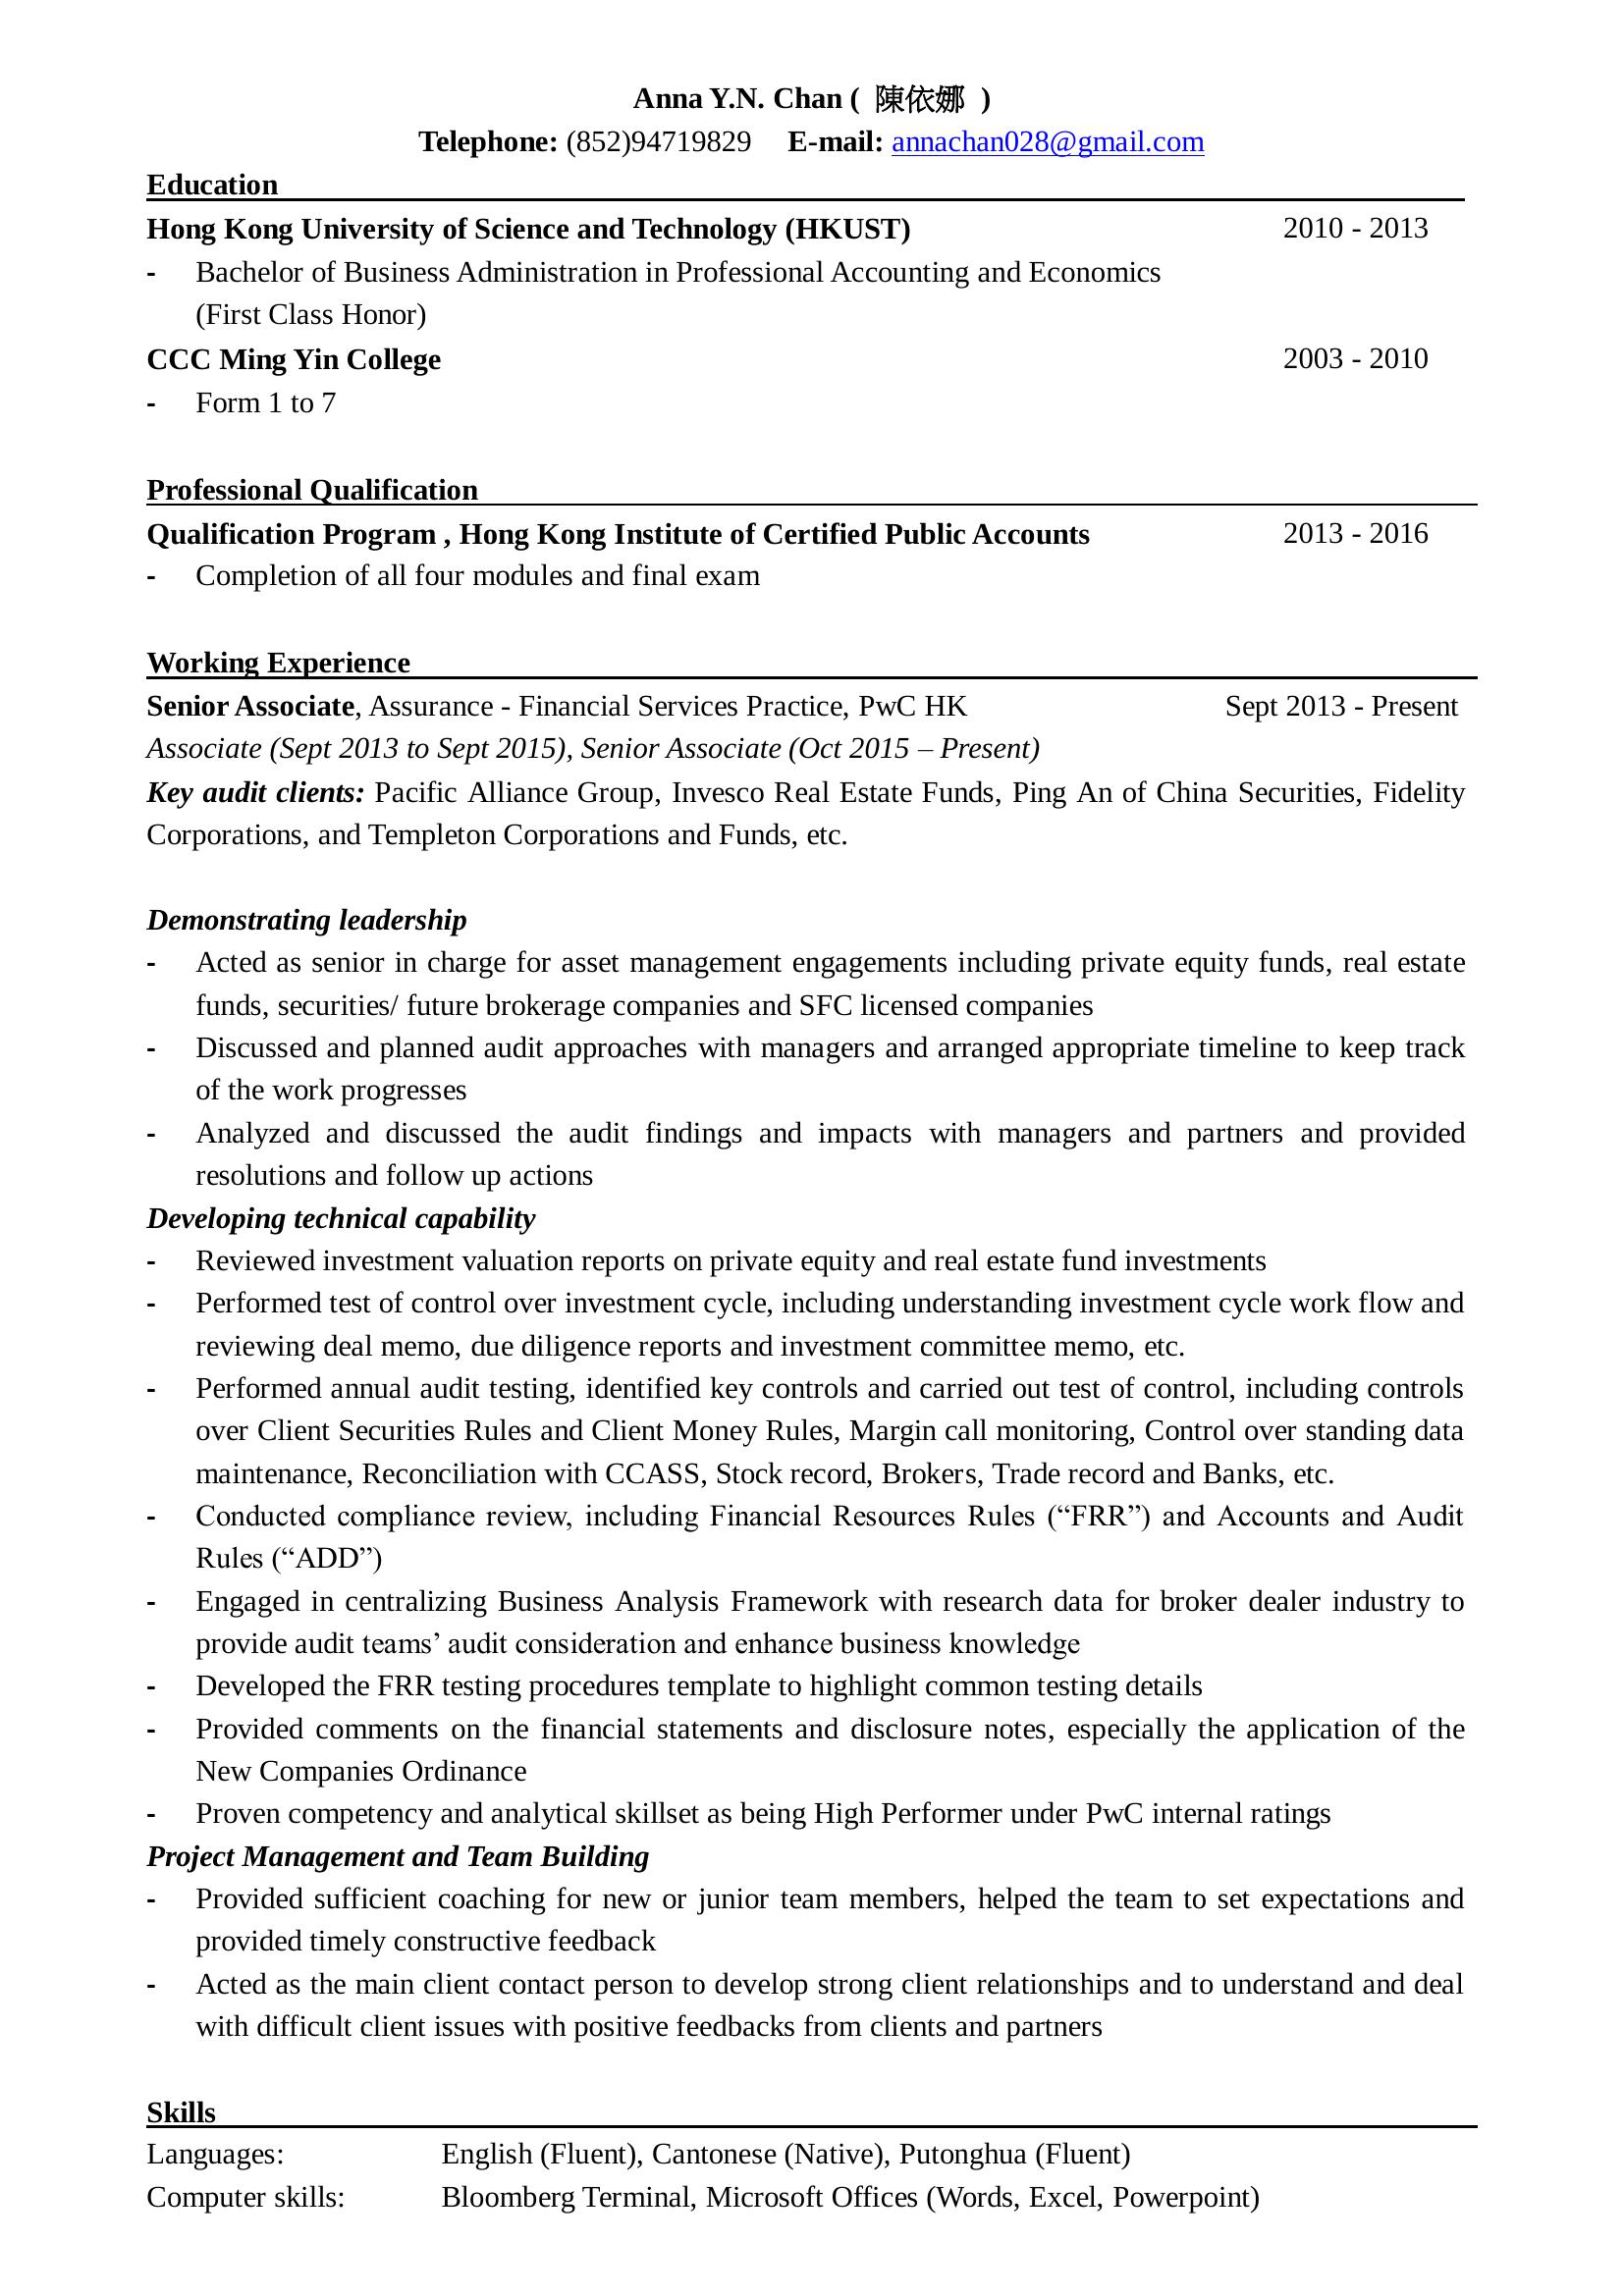 Anna Y.N. Chan ( 陳依娜 )
Telephone: (852)94719829 E-mail: annachan028@gmail.com
Education
Hong Kong University of Science and Technology (HKUST) 2010 - 2013
- Bachelor of Business Administration in Professional Accounting and Economics
(First Class Honor)
CCC Ming Yin College 2003 - 2010
- Form 1 to 7
Professional Qualification
Qualification Program , Hong Kong Institute of Certified Public Accounts 2013 - 2016
- Completion of all four modules and final exam
Working Experience
Senior Associate, Assurance - Financial Services Practice, PwC HK Sept 2013 - Present
Associate (Sept 2013 to Sept 2015), Senior Associate (Oct 2015 – Present)
Key audit clients: Pacific Alliance Group, Invesco Real Estate Funds, Ping An of China Securities, Fidelity
Corporations, and Templeton Corporations and Funds, etc.
Demonstrating leadership
- Acted as senior in charge for asset management engagements including private equity funds, real estate
funds, securities/ future brokerage companies and SFC licensed companies
- Discussed and planned audit approaches with managers and arranged appropriate timeline to keep track
of the work progresses
- Analyzed and discussed the audit findings and impacts with managers and partners and provided
resolutions and follow up actions
Developing technical capability
- Reviewed investment valuation reports on private equity and real estate fund investments
- Performed test of control over investment cycle, including understanding investment cycle work flow and
reviewing deal memo, due diligence reports and investment committee memo, etc.
- Performed annual audit testing, identified key controls and carried out test of control, including controls
over Client Securities Rules and Client Money Rules, Margin call monitoring, Control over standing data
maintenance, Reconciliation with CCASS, Stock record, Brokers, Trade record and Banks, etc.
- Conducted compliance review, including Financial Resources Rules (“FRR”) and Accounts and Audit
Rules (“ADD”)
- Engaged in centralizing Business Analysis Framework with research data for broker dealer industry to
provide audit teams’ audit consideration and enhance business knowledge
- Developed the FRR testing procedures template to highlight common testing details
- Provided comments on the financial statements and disclosure notes, especially the application of the
New Companies Ordinance
- Proven competency and analytical skillset as being High Performer under PwC internal ratings
Project Management and Team Building
- Provided sufficient coaching for new or junior team members, helped the team to set expectations and
provided timely constructive feedback
- Acted as the main client contact person to develop strong client relationships and to understand and deal
with difficult client issues with positive feedbacks from clients and partners
Skills
Languages: English (Fluent), Cantonese (Native), Putonghua (Fluent)
Computer skills: Bloomberg Terminal, Microsoft Offices (Words, Excel, Powerpoint)